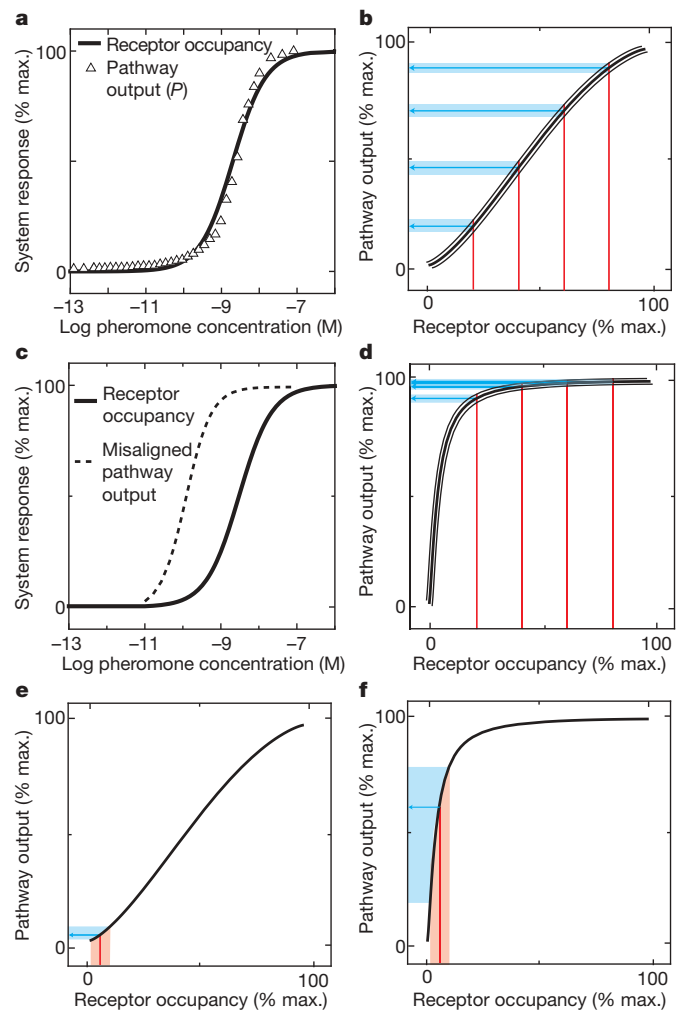 a
System response (% max.)
100
0
Receptor occupancy
Pathway
output (P)
−13
−11
−9
−7
Log pheromone concentration (M)
b
Pathway output (% max.)
100
0
0
100
Receptor occupancy (% max.)
c
System response (% max.)
100
0
Receptor
occupancy
Misaligned
pathway
output
−13
−11
−9
−7
Log pheromone concentration (M)
d
Pathway output (% max.)
100
0
0
100
Receptor occupancy (% max.)
e
Pathway output (% max.)
100
0
0
100
Receptor occupancy (% max.)
f
Pathway output (% max.)
100
0
0
100
Receptor occupancy (% max.)